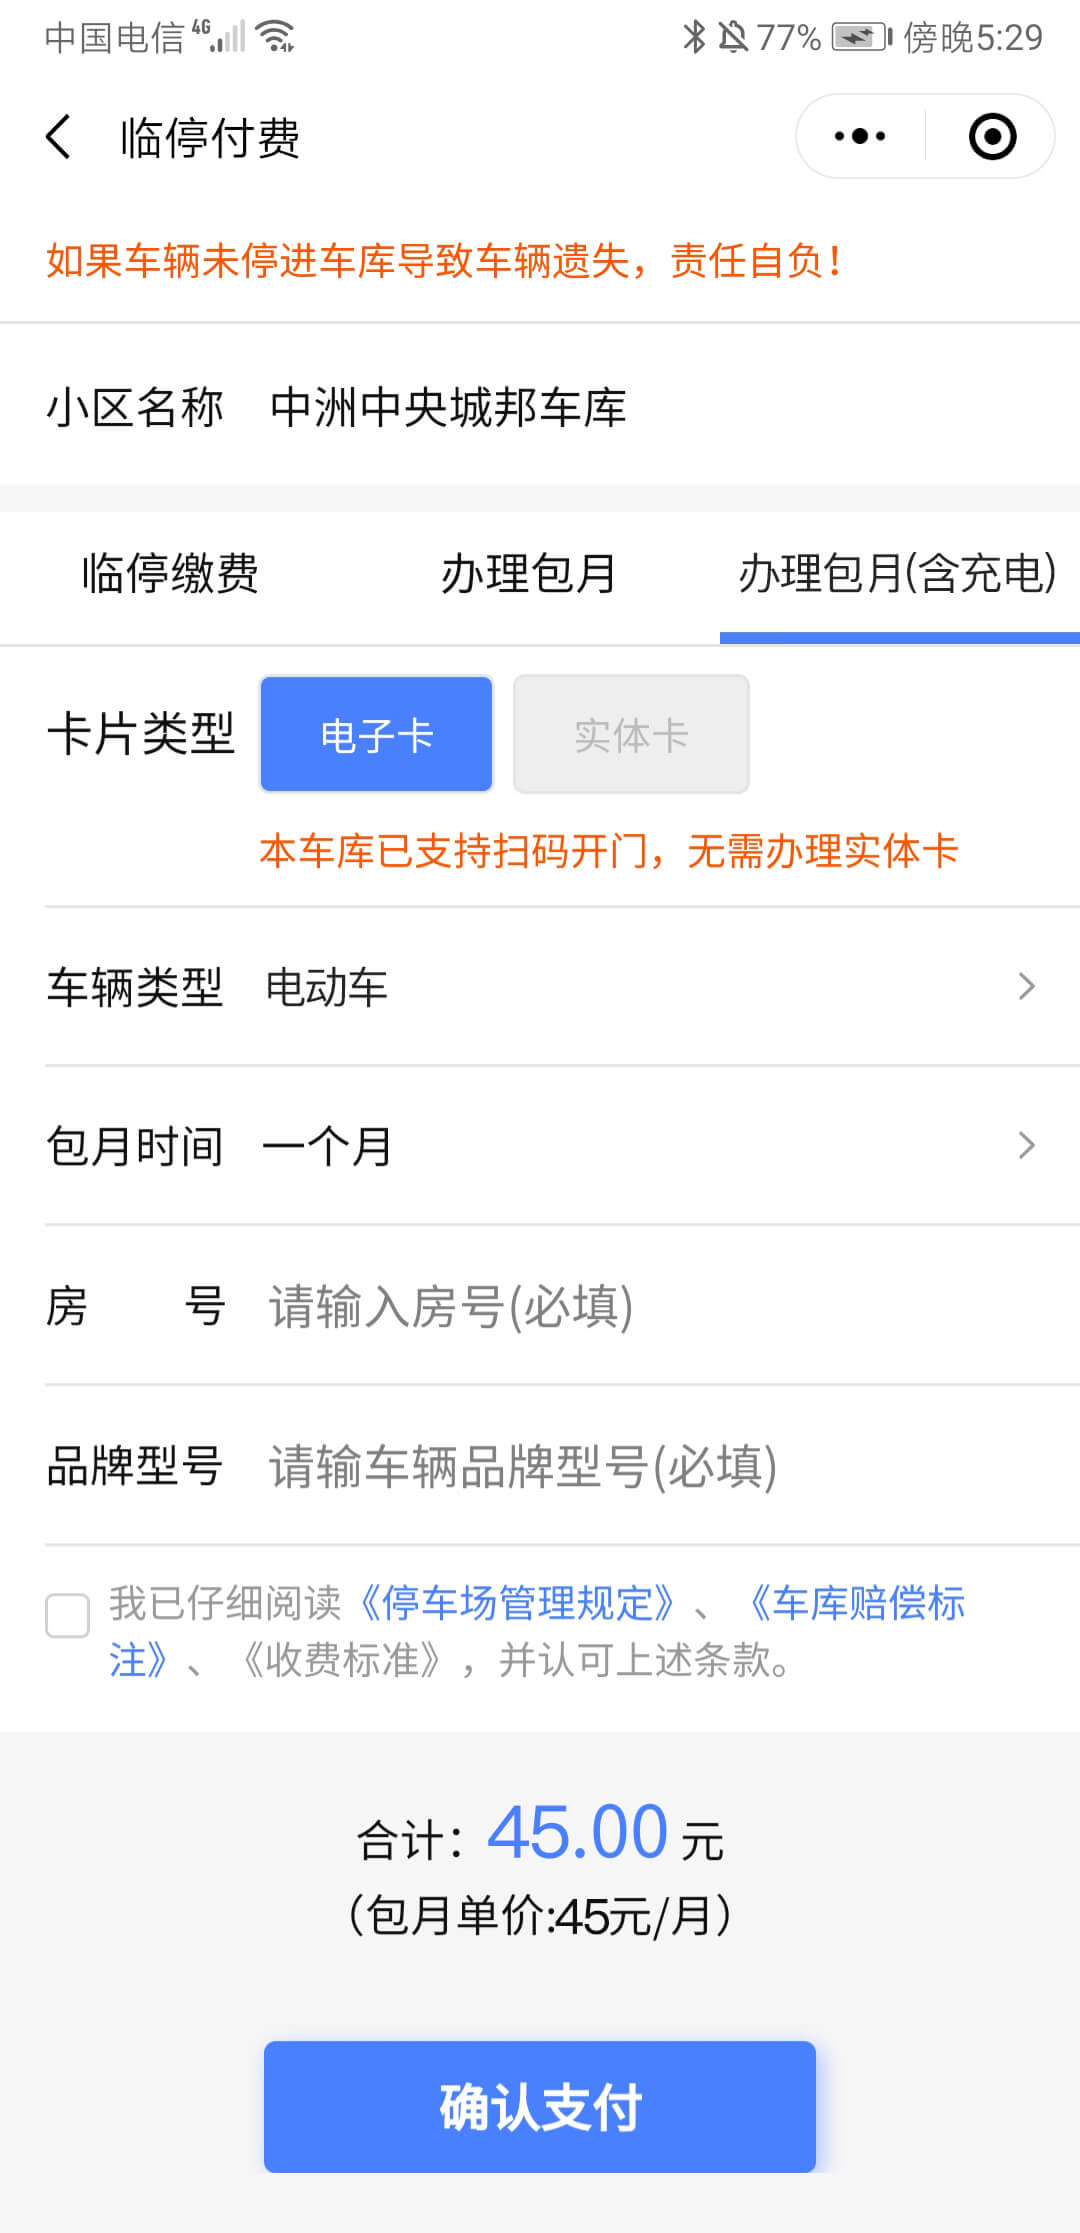 中国电信 4G 77% 傍晚5:29
临停付费
如果车辆未停进车库导致车辆遗失，责任自负！
小区名称 中洲中央城邦车库
临停缴费 办理包月 办理包月(含充电)
卡片类型 电子卡 实体卡
本车库已支持扫码开门，无需办理实体卡
车辆类型 电动车
包月时间 一个月
房 号 请输入房号(必填)
品牌型号 请输车辆品牌型号(必填)
我已仔细阅读《停车场管理规定》、《车库赔偿标
注》、《收费标准》，并认可上述条款。
合计：45.00 元
（包月单价:45元/月）
确认支付